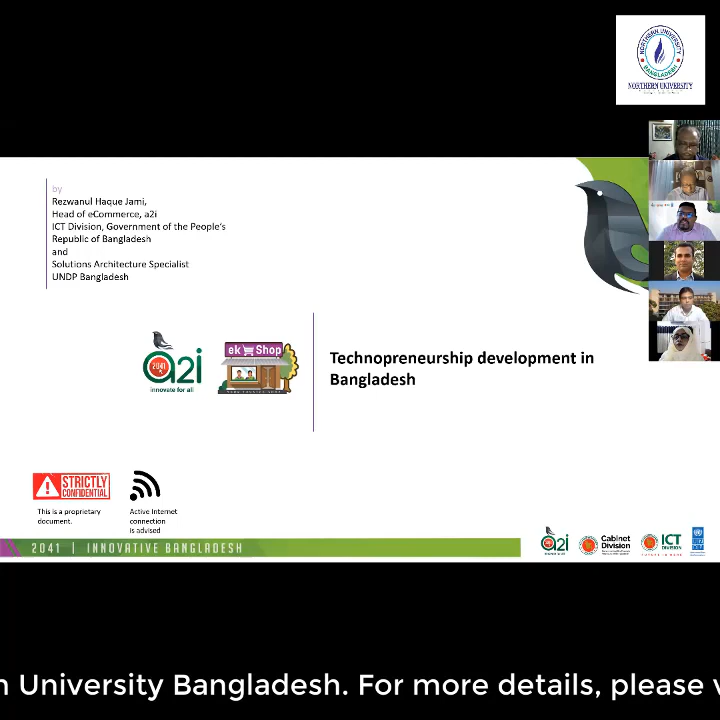 NORTHERN UNIVERSITY
BANGLADESH
NORTHERN UNIVERSITY
by
Rezwanul Haque Jami,
Head of eCommerce, a2i
ICT Division, Government of the People's
Republic of Bangladesh
and
Solutions Architecture Specialist
UNDP Bangladesh
2041
a2i
innovate for all
ek Shop
Technopreneurship development in
Bangladesh
STRICTLY
CONFIDENTIAL
This is a proprietary
document.
Active Internet
connection
is advised
2041 | INNOVATIVE BANGLADESH
a2i
Cabinet
Division
ICT
DIVISION
n University Bangladesh. For more details, please v